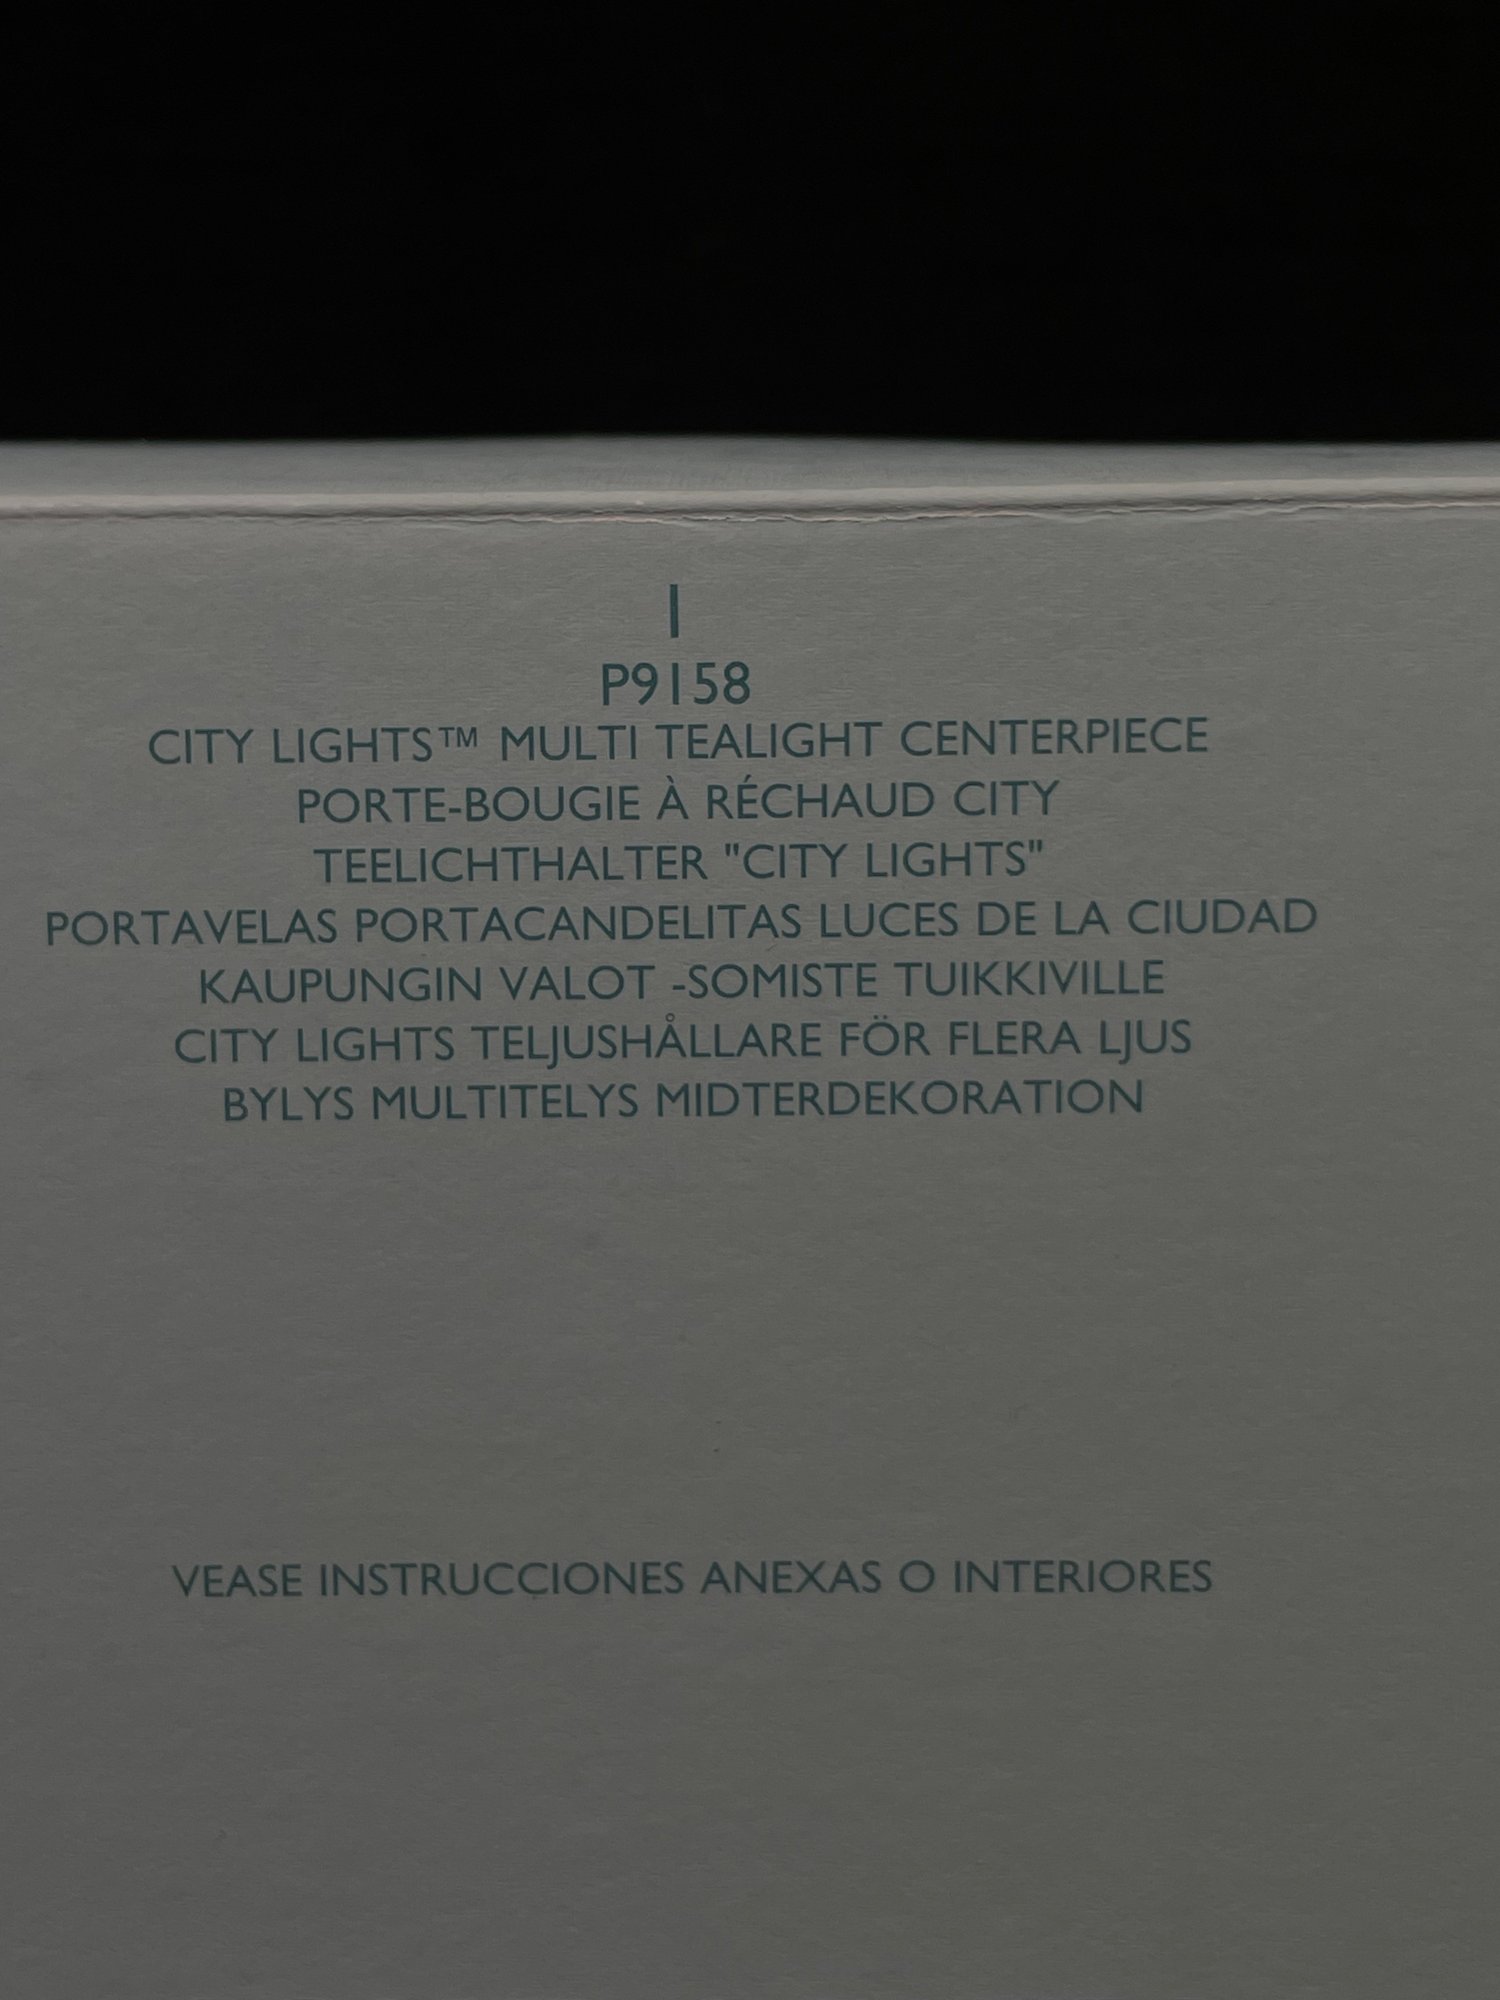 1
P9158
CITY LIGHTS™ MULTI TEALIGHT CENTERPIECE
PORTE-BOUGIE À RÉCHAUD CITY
TEELICHTHALTER "CITY LIGHTS"
PORTAVELAS PORTACANDELITAS LUCES DE LA CIUDAD
KAUPUNGIN VALOT -SOMISTE TUIKKIVILLE
CITY LIGHTS TELJUSHÅLLARE FÖR FLERA LJUS
BYLYS MULTITELYS MIDTERDEKORATION
VEASE INSTRUCCIONES ANEXAS O INTERIORES